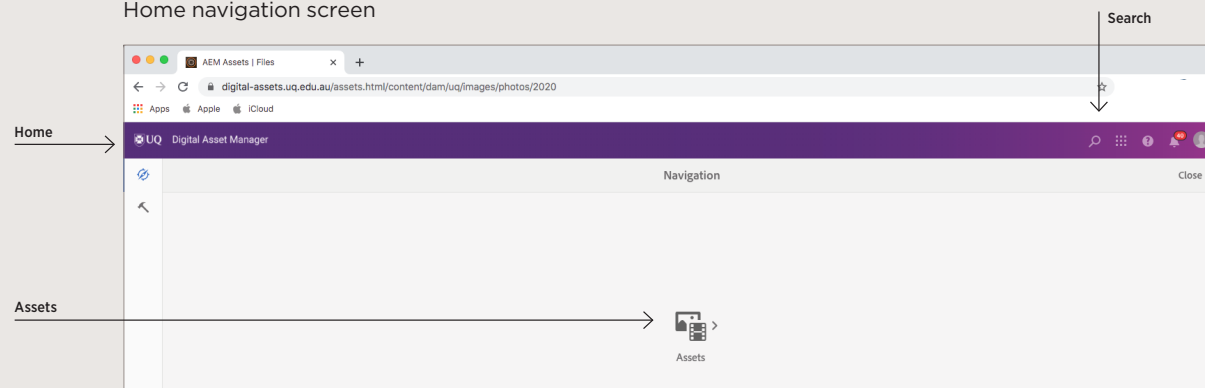 Home navigation screen
Search
AEM Assets | Files
digital-assets.uq.edu.au/assets.html/content/dam/uq/images/photos/2020
Apps Apple iCloud
Home
UQ Digital Asset Manager
40
Navigation
Close
Assets
Assets